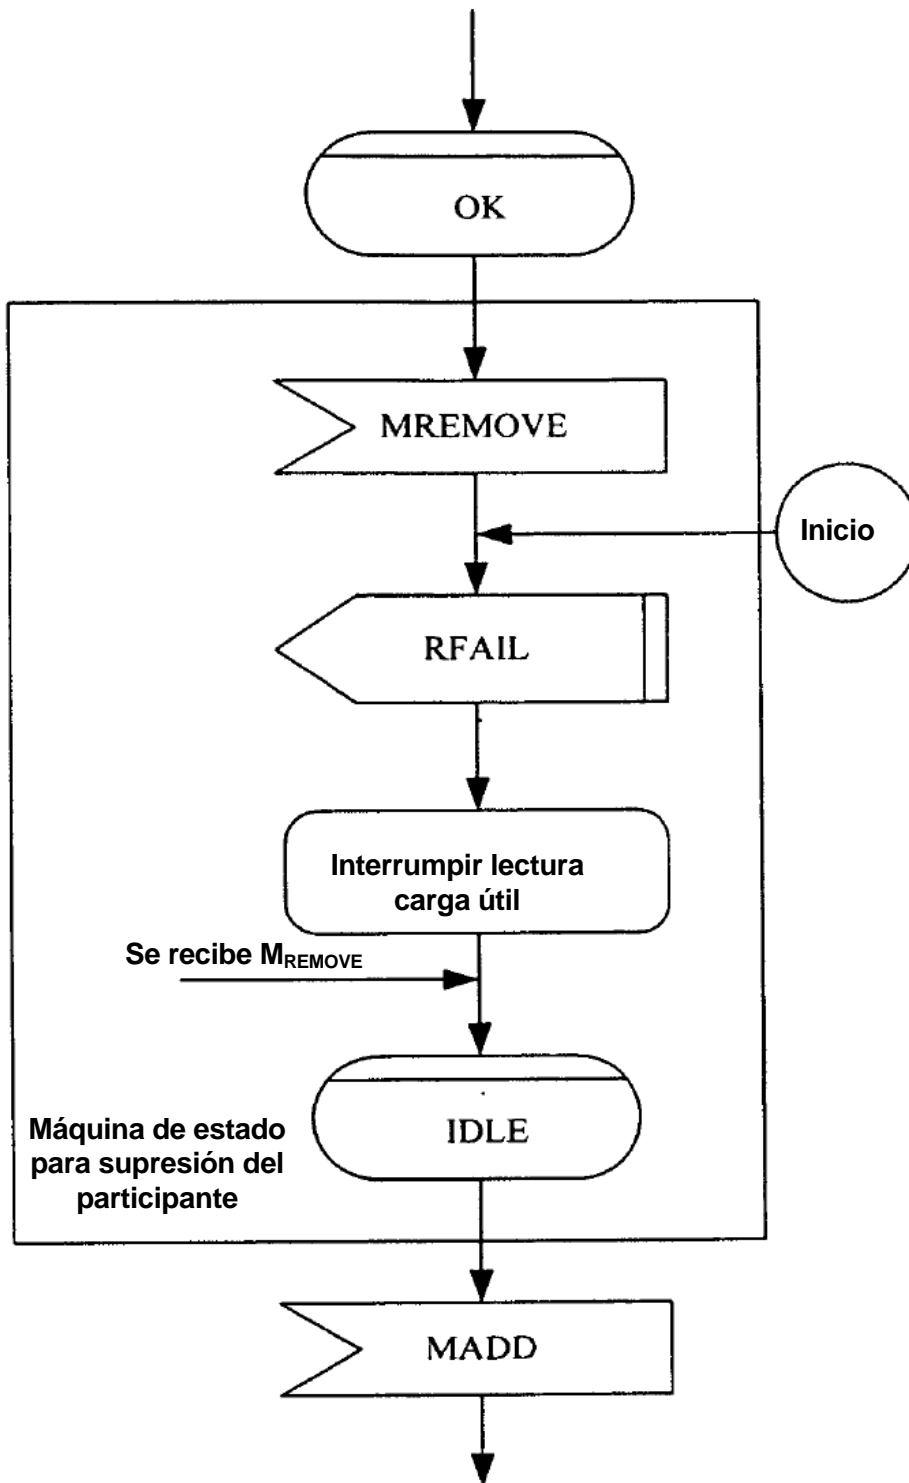 OK
MREMOVE
Inicio
RFAIL
Interrumpir lectura
carga útil
Se recibe MREMOVE
IDLE
Máquina de estado
para supresión del
participante
MADD